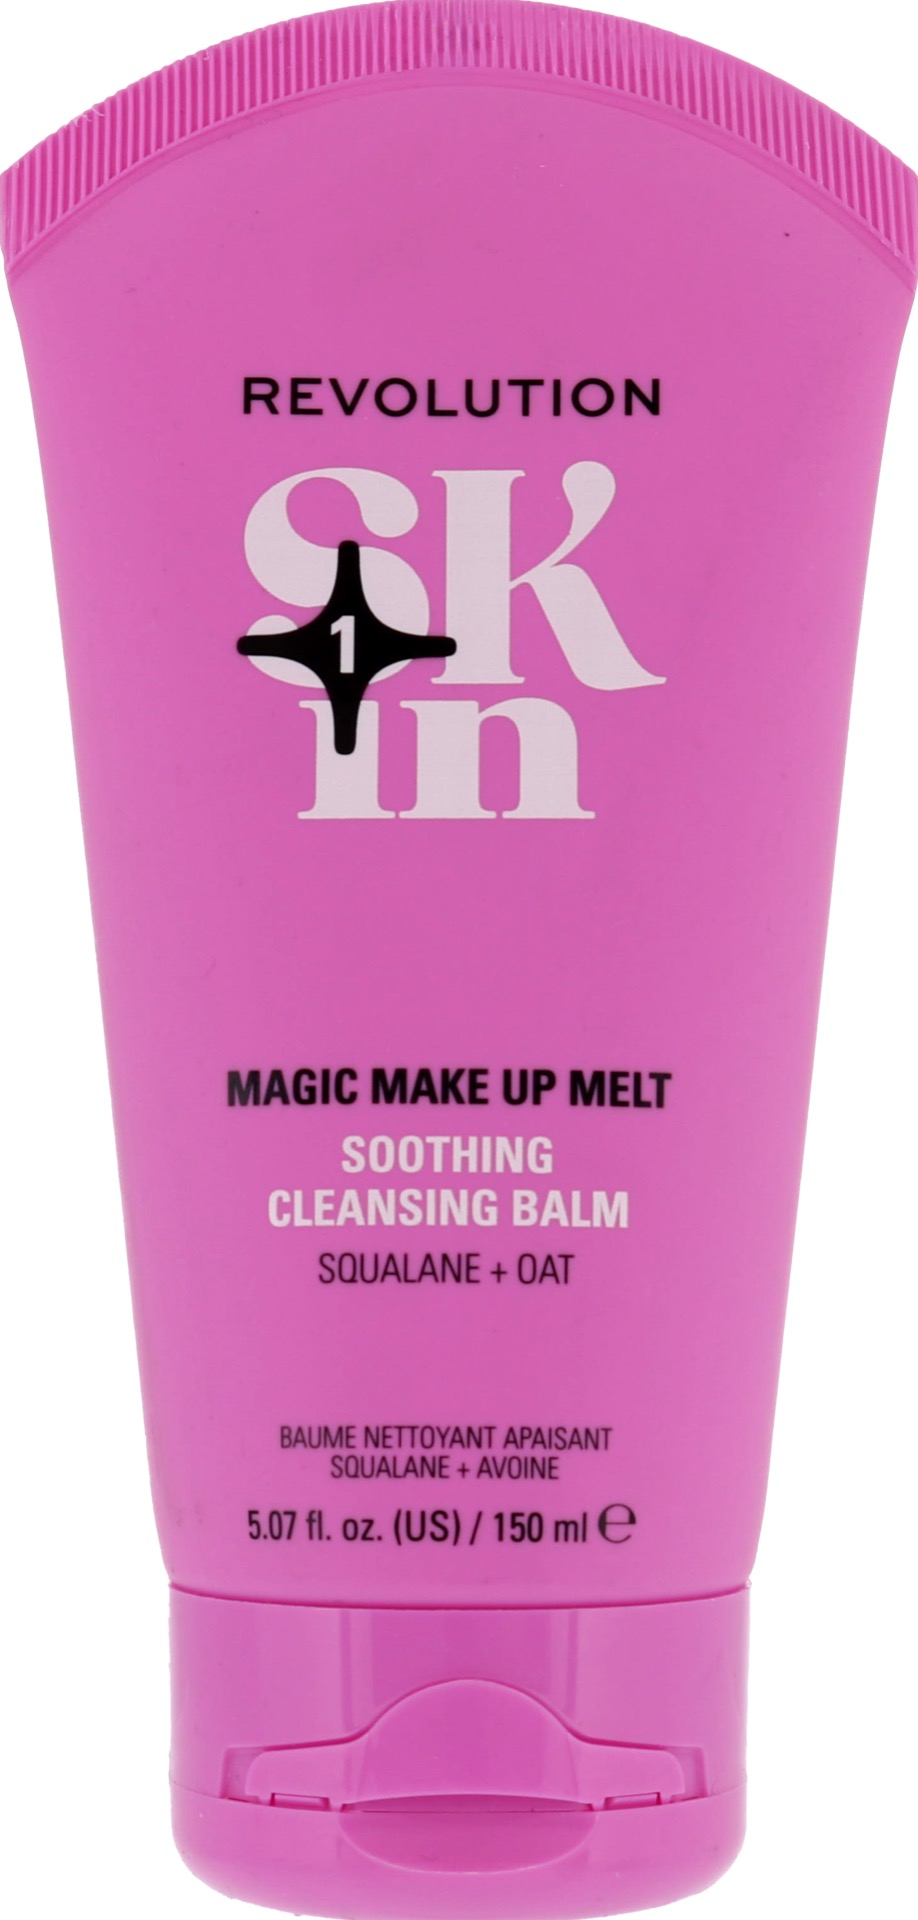 REVOLUTION
SK
1
in
MAGIC MAKE UP MELT
SOOTHING
CLEANSING BALM
SQUALANE + OAT
BAUME NETTOYANT APAISANT
SQUALANE + AVOINE
5.07 fl. oz. (US) / 150 ml ℮